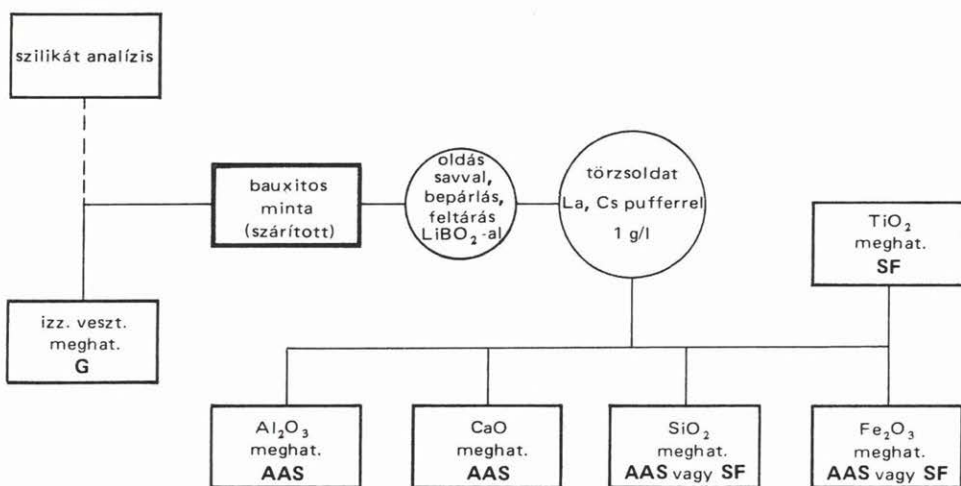 szilikát analízis
bauxitos
minta
(szárított)
oldás
savval,
bepárlás,
feltárás
LiBO₂-al
törzsoldat
La, Cs pufferrel
1 g/l
TiO₂
meghat.
SF
izz. veszt.
meghat.
G
Al₂O₃
meghat.
AAS
CaO
meghat.
AAS
SiO₂
meghat.
AAS vagy SF
Fe₂O₃
meghat.
AAS vagy SF